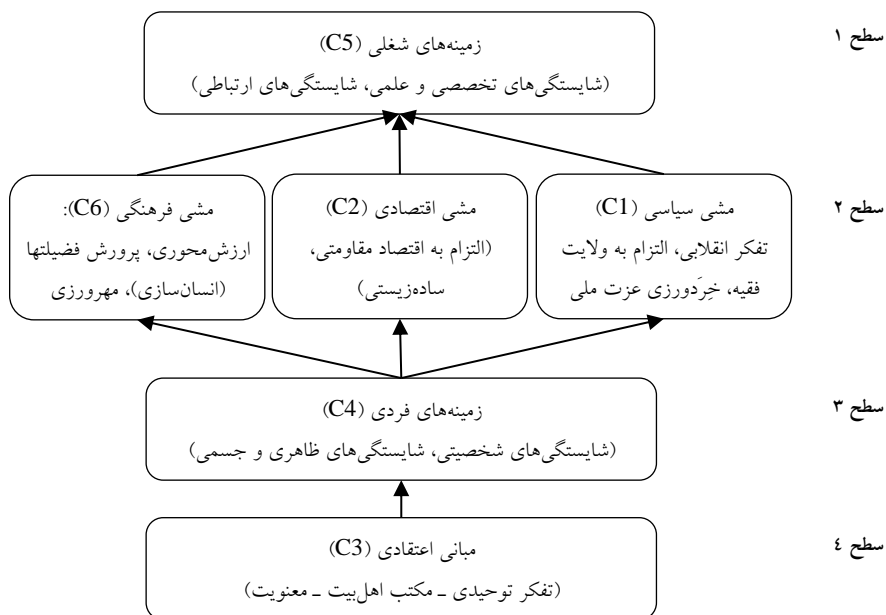 سطح ۱
زمینه‌های شغلی (C5)
(شایستگی‌های تخصصی و علمی، شایستگی‌های ارتباطی)
سطح ۲
مشی سیاسی (C1)
تفکر انقلابی، التزام به ولایت
فقیه، خِرَدورزی عزت ملی
مشی اقتصادی (C2)
(التزام به اقتصاد مقاومتی،
ساده‌زیستی)
مشی فرهنگی (C6):
ارزش‌محوری، پرورش فضیلتها
(انسان‌سازی)، مهرورزی
سطح ۳
زمینه‌های فردی (C4)
(شایستگی‌های شخصیتی، شایستگی‌های ظاهری و جسمی)
سطح ٤
مبانی اعتقادی (C3)
(تفکر توحیدی ـ مکتب اهل‌بیت ـ معنویت)